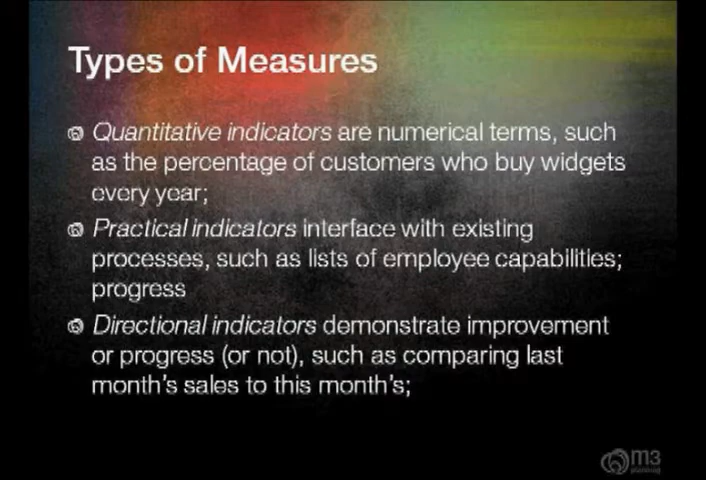 Types of Measures
Quantitative indicators are numerical terms, such
as the percentage of customers who buy widgets
every year;
Practical indicators interface with existing
processes, such as lists of employee capabilities;
progress
Directional indicators demonstrate improvement
or progress (or not), such as comparing last
month's sales to this month's;
m3
planning